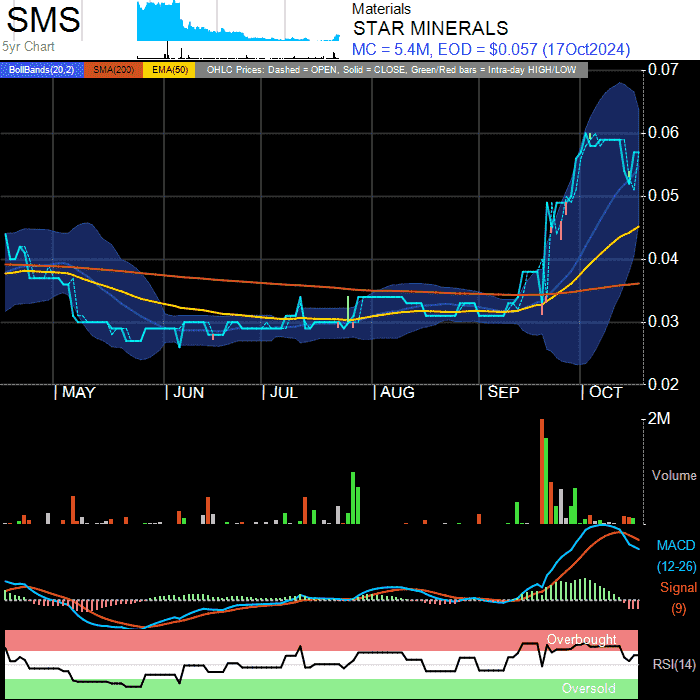 SMS
5yr Chart
Materials
STAR MINERALS
MC = 5.4M, EOD = $0.057 (17Oct2024)
BollBands(20,2) SMA(200) EMA(50) OHLC Prices: Dashed = OPEN, Solid = CLOSE, Green/Red bars = Intra-day HIGH/LOW
0.07
0.06
0.05
0.04
0.03
0.02
| MAY | JUN | JUL | AUG | SEP | OCT
2M
Volume
MACD
(12-26)
Signal
(9)
Overbought
RSI(14)
Oversold